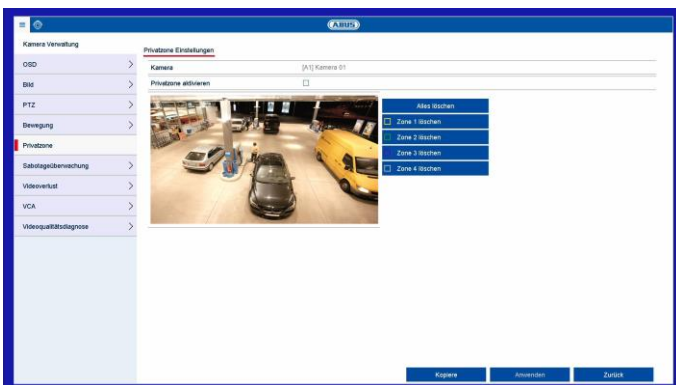 ABUS
Kamera Verwaltung
OSD
Bild
PTZ
Bewegung
Privatzone
Sabotageüberwachung
Videoverlust
VCA
Videoqualitätsdiagnose
Privatzone Einstellungen
Kamera
[A1] Kamera 01
Privatzone aktivieren
Alles löschen
Zone 1 löschen
Zone 2 löschen
Zone 3 löschen
Zone 4 löschen
Kopiere
Anwenden
Zurück